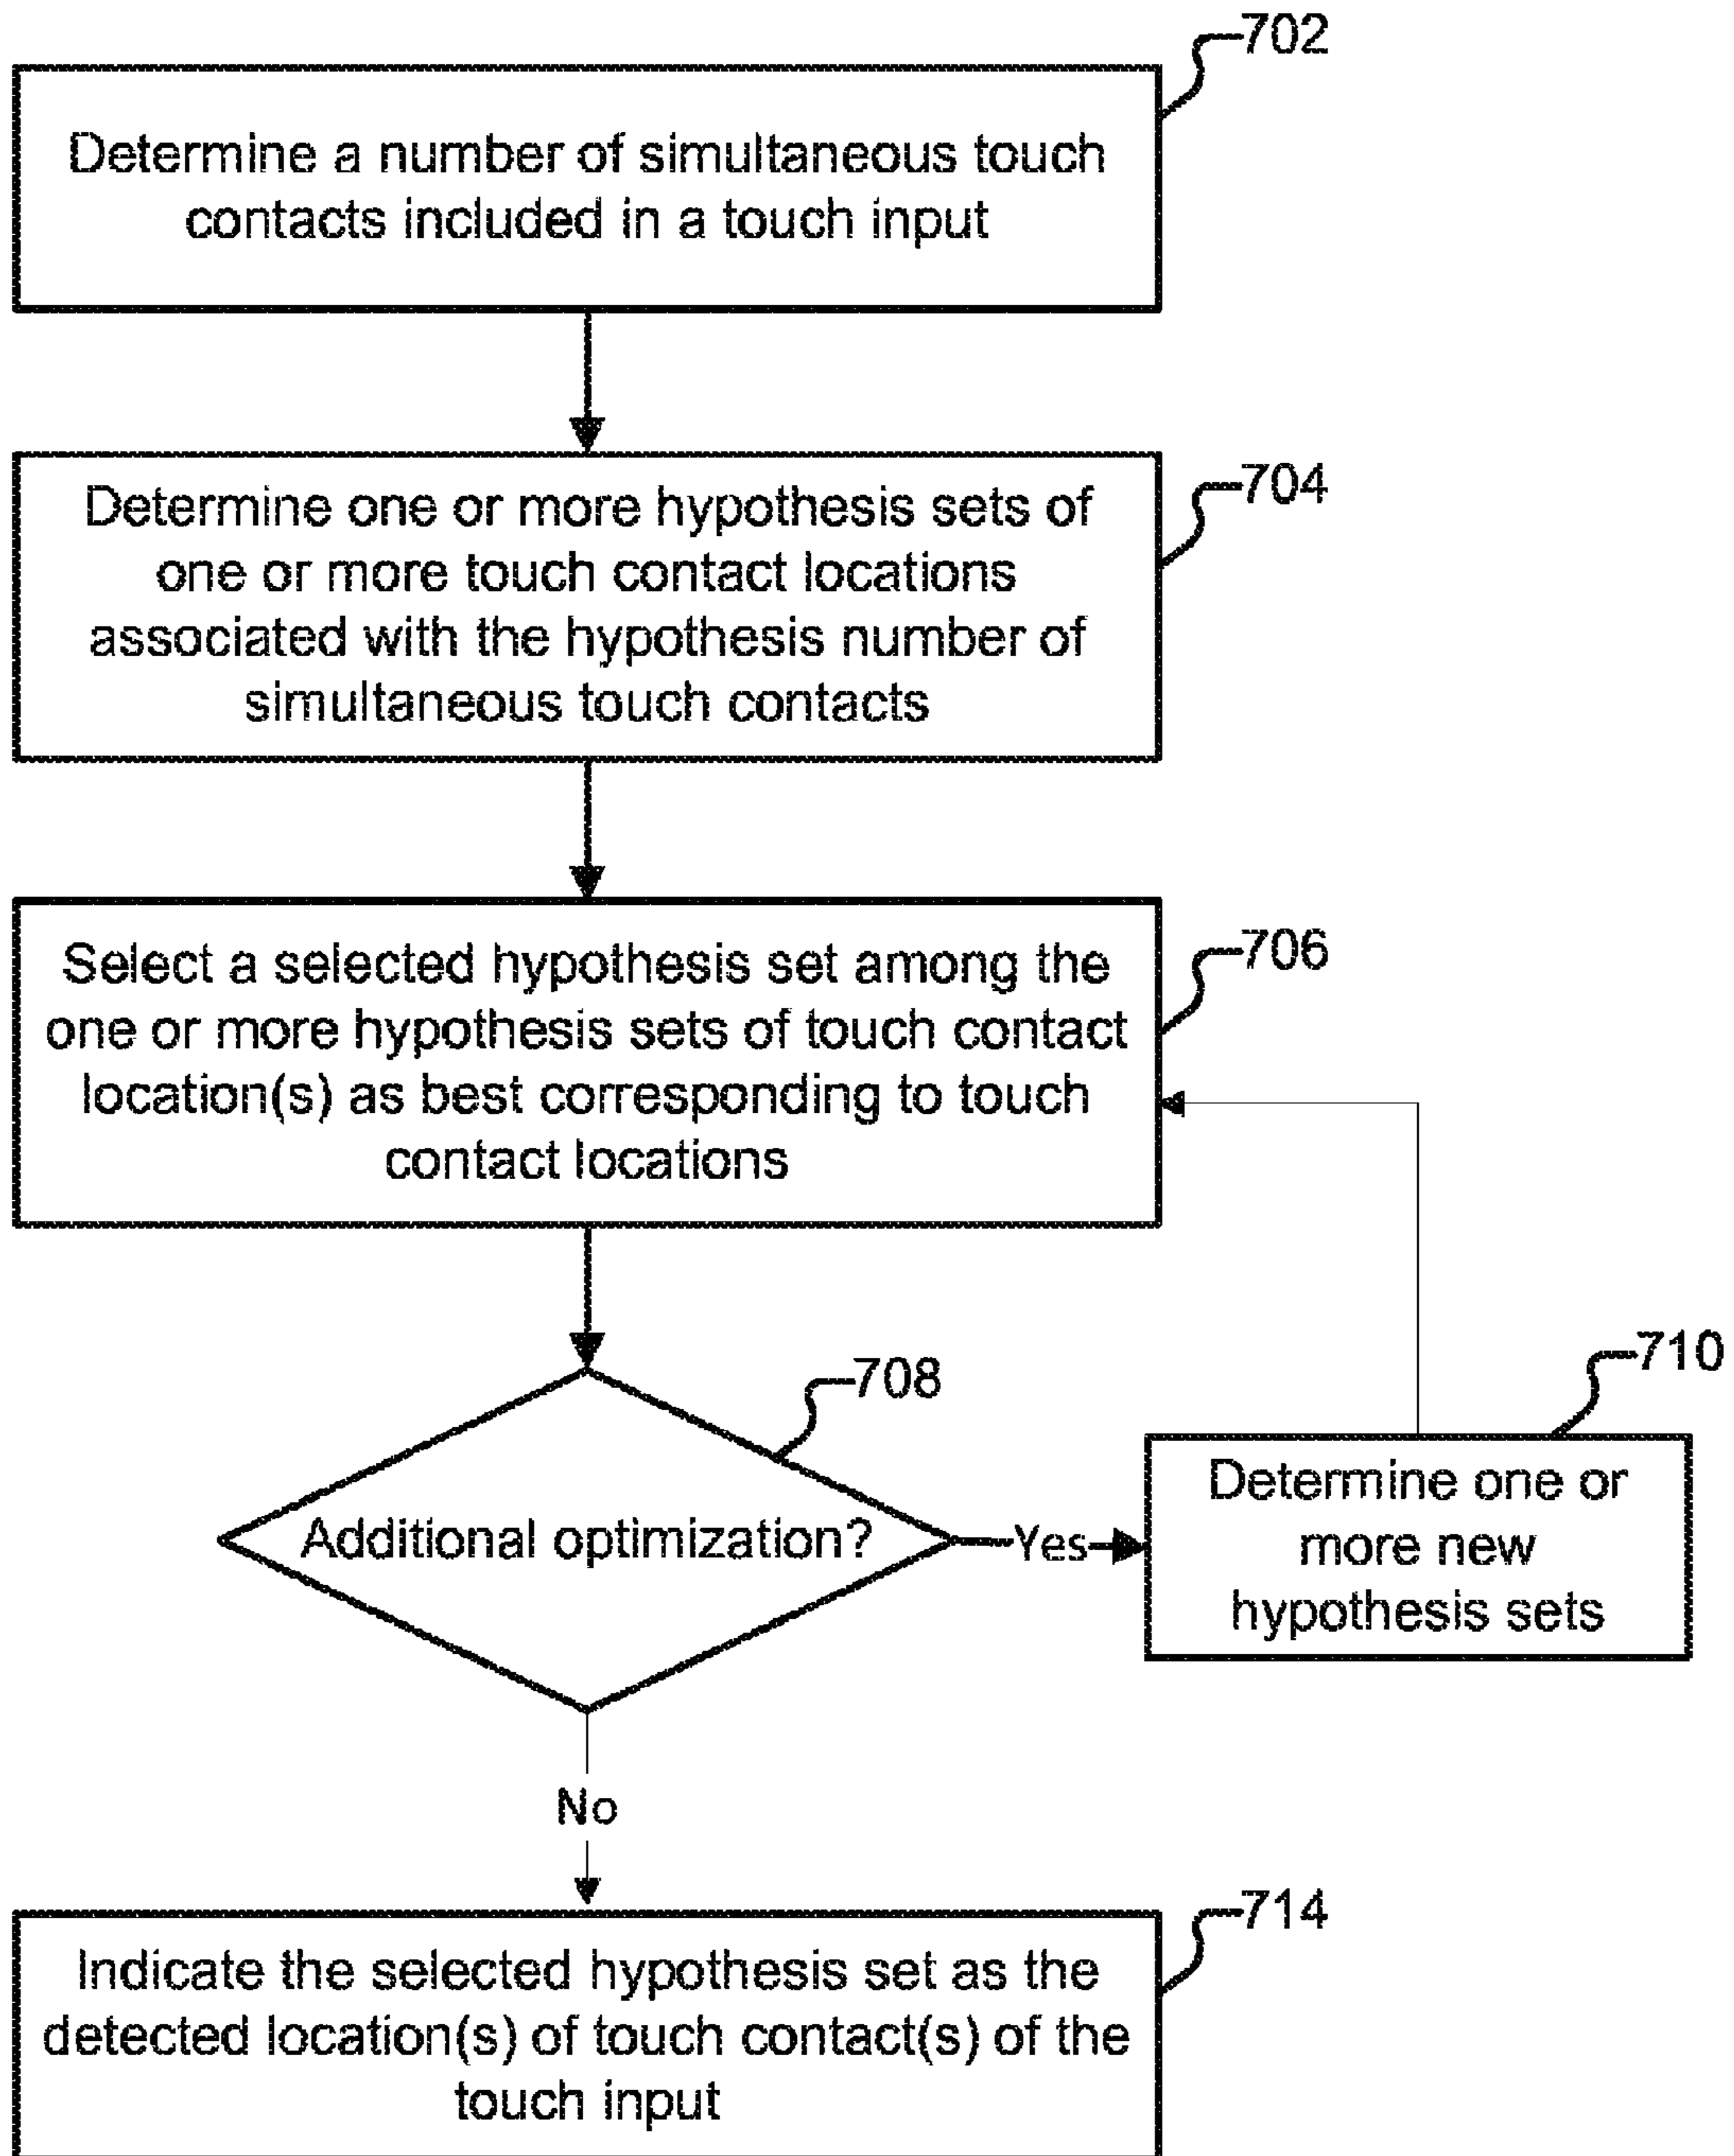 702
Determine a number of simultaneous touch
contacts included in a touch input
704
Determine one or more hypothesis sets of
one or more touch contact locations
associated with the hypothesis number of
simultaneous touch contacts
706
Select a selected hypothesis set among the
one or more hypothesis sets of touch contact
location(s) as best corresponding to touch
contact locations
708
Additional optimization?
Yes
710
Determine one or
more new
hypothesis sets
No
714
Indicate the selected hypothesis set as the
detected location(s) of touch contact(s) of the
touch input